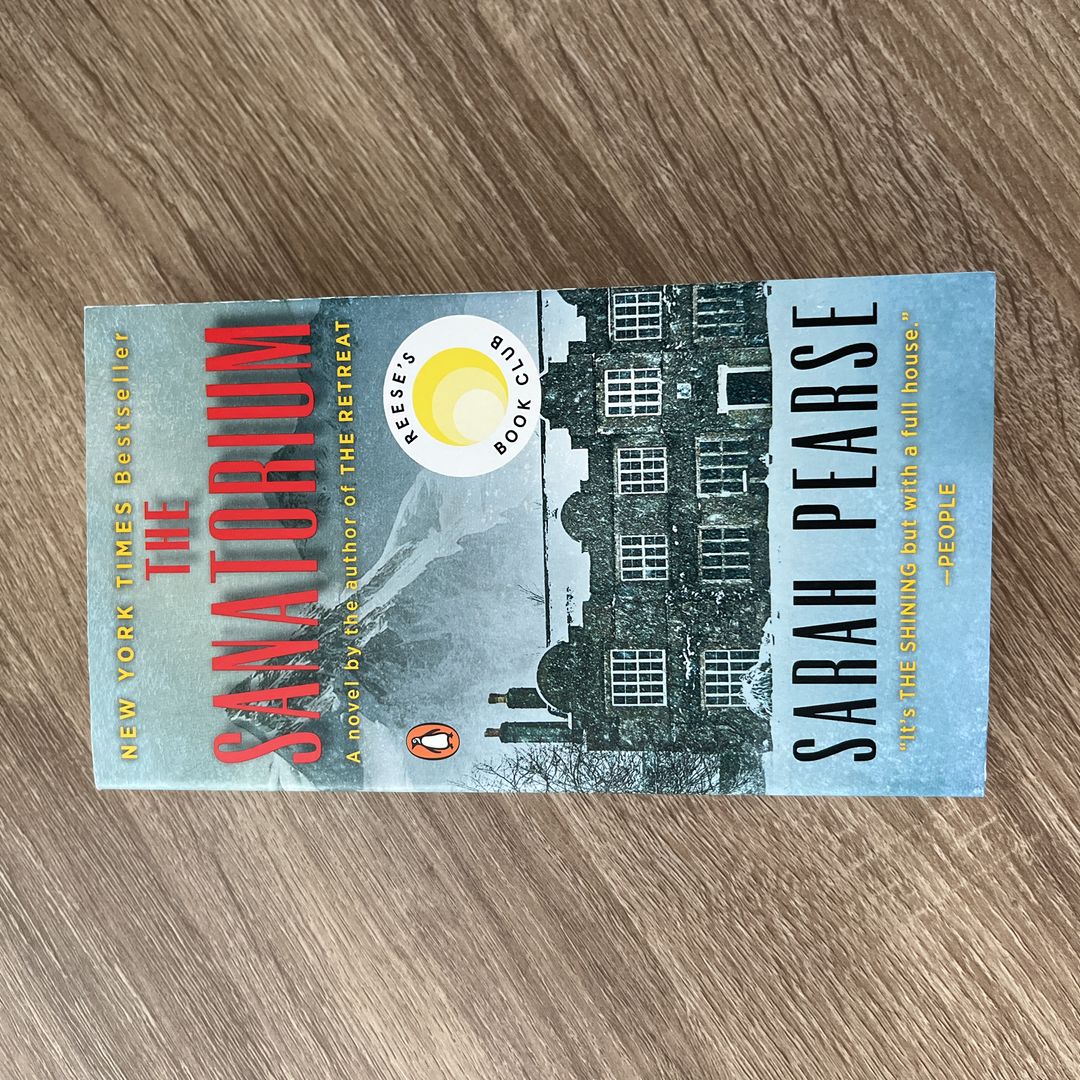 NEW YORK TIMES Bestseller
THE
SANATORIUM
A novel by the author of THE RETREAT
REESE'S
BOOK CLUB
SARAH PEARSE
“It's THE SHINING but with a full house.”
—PEOPLE